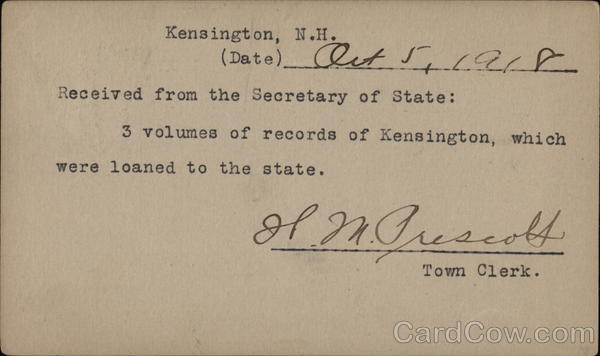 Kensington, N.H.
(Date) Oct 5, 1918
Received from the Secretary of State:
3 volumes of records of Kensington, which
were loaned to the state.
H. M. Prescott
Town Clerk.
CardCow.com